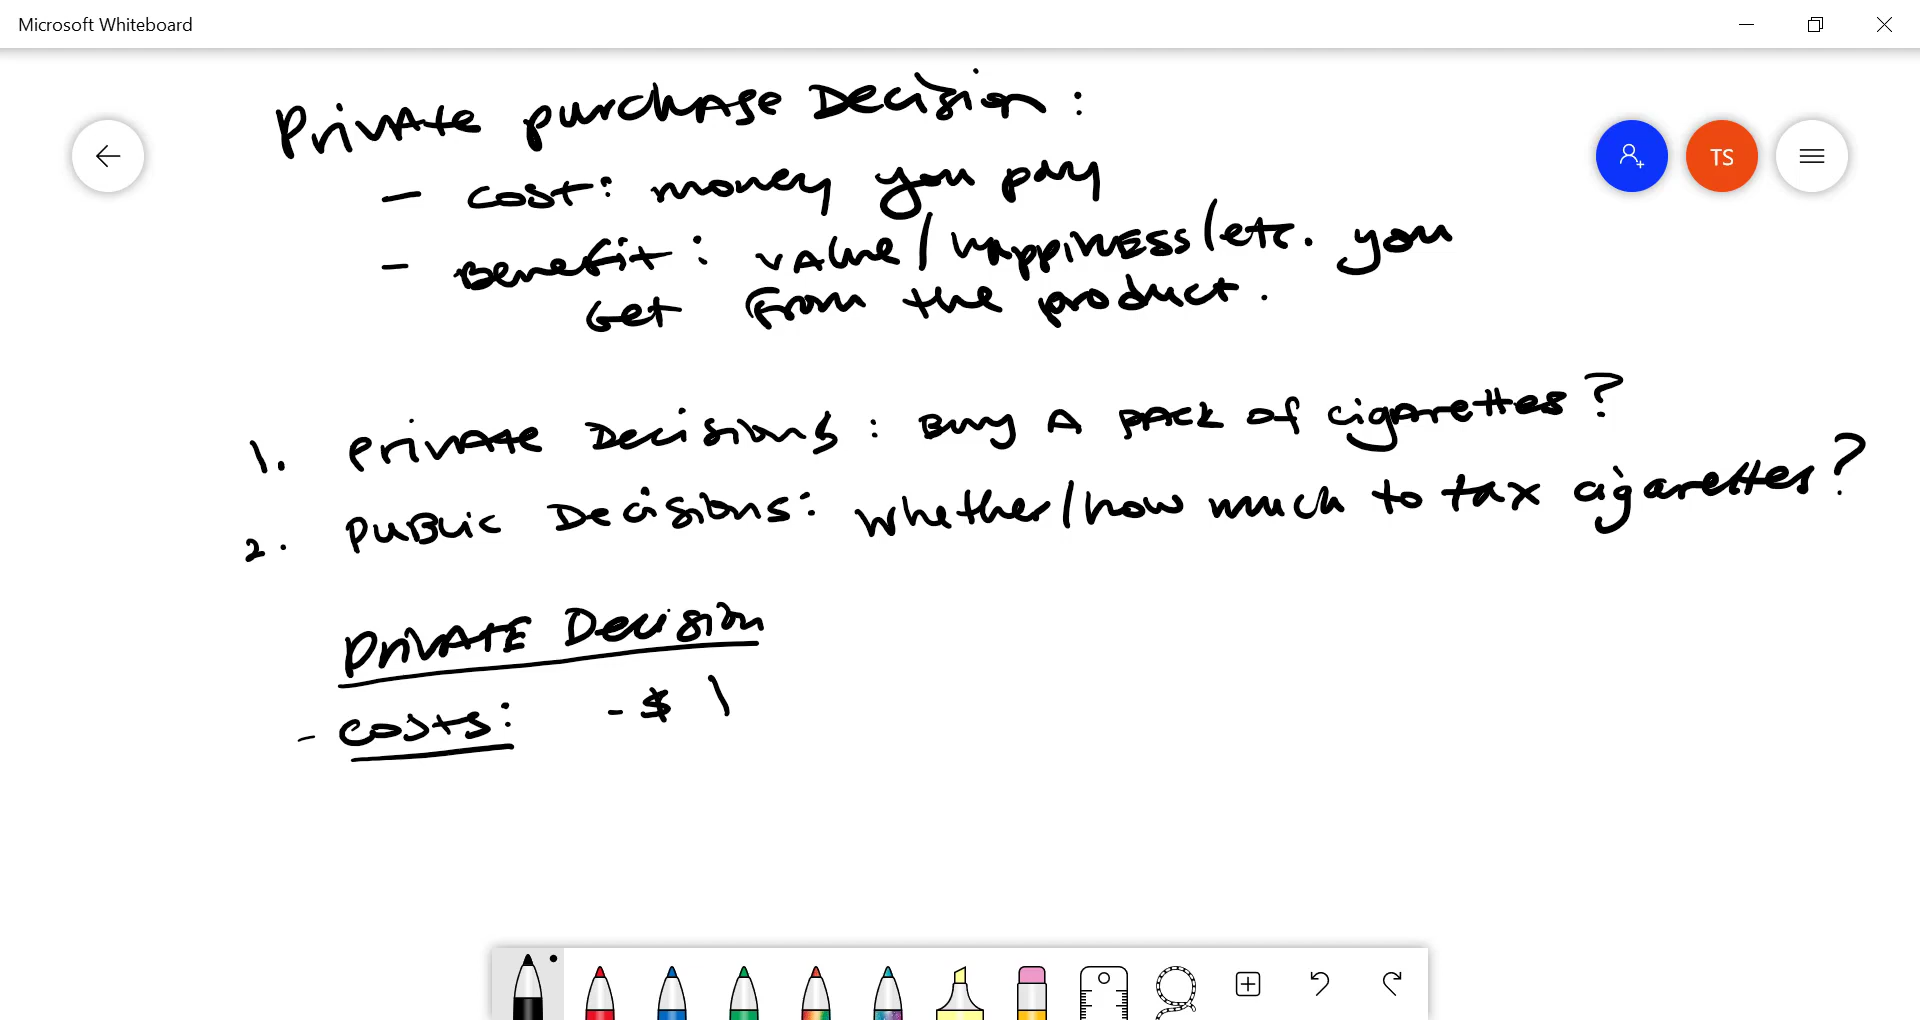 Microsoft Whiteboard
TS
Private purchase Decision:
- cost: money you pay
- Benefit: value/happiness/etc. you
Get From the product.
1. Private Decisions: Buy A pack of cigarettes?
2. Public Decisions: whether/how much to tax cigarettes?
Private Decision
- costs: - $ \